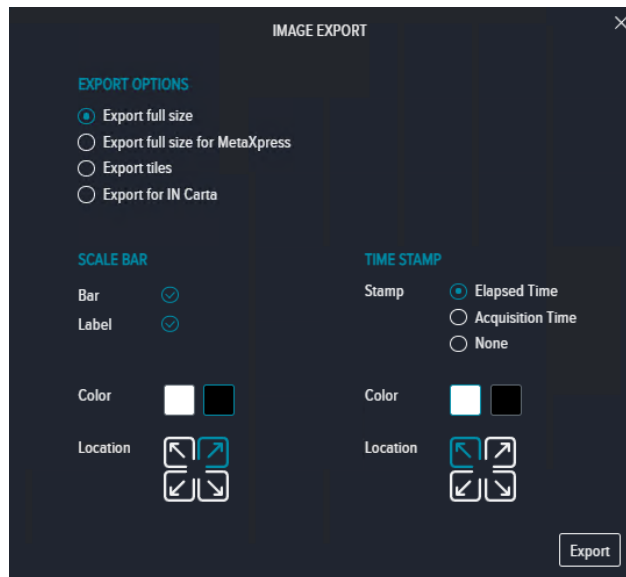 IMAGE EXPORT
EXPORT OPTIONS
Export full size
Export full size for MetaXpress
Export tiles
Export for IN Carta
SCALE BAR
Bar
Label
Color
Location
TIME STAMP
Stamp
Elapsed Time
Acquisition Time
None
Color
Location
Export